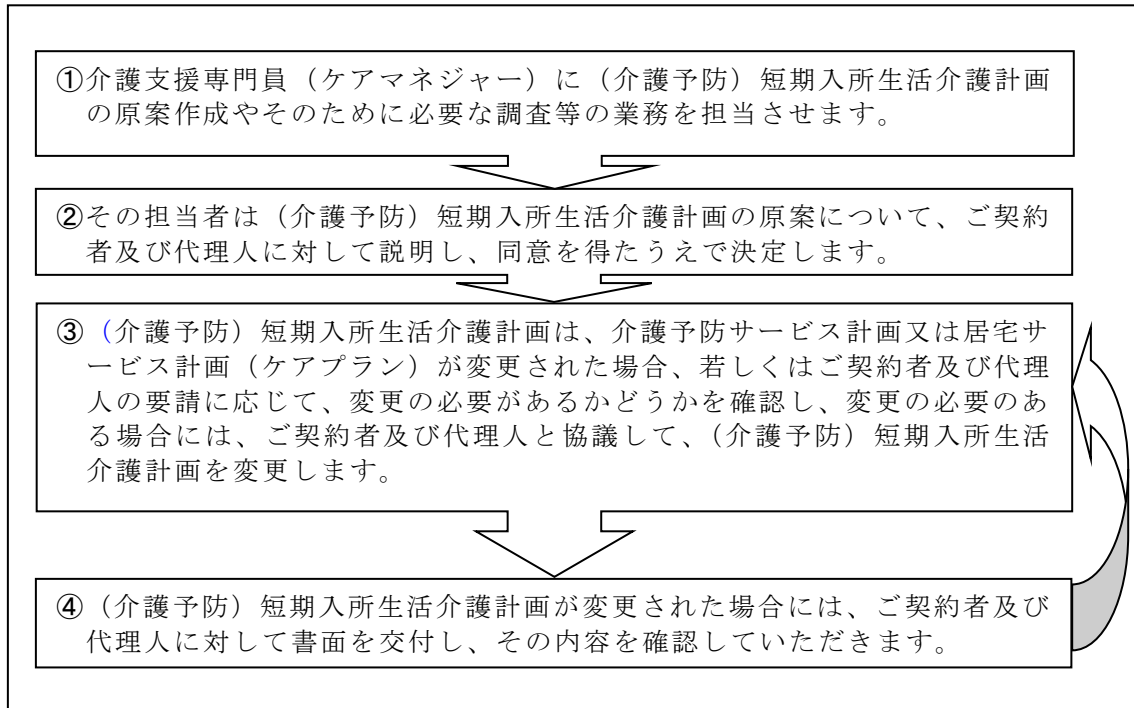 ①介護支援専門員（ケアマネジャー）に（介護予防）短期入所生活介護計画
の原案作成やそのために必要な調査等の業務を担当させます。
②その担当者は（介護予防）短期入所生活介護計画の原案について、ご契約
者及び代理人に対して説明し、同意を得たうえで決定します。
③（介護予防）短期入所生活介護計画は、介護予防サービス計画又は居宅サ
ービス計画（ケアプラン）が変更された場合、若しくはご契約者及び代理
人の要請に応じて、変更の必要があるかどうかを確認し、変更の必要のあ
る場合には、ご契約者及び代理人と協議して、（介護予防）短期入所生活
介護計画を変更します。
④（介護予防）短期入所生活介護計画が変更された場合には、ご契約者及び
代理人に対して書面を交付し、その内容を確認していただきます。